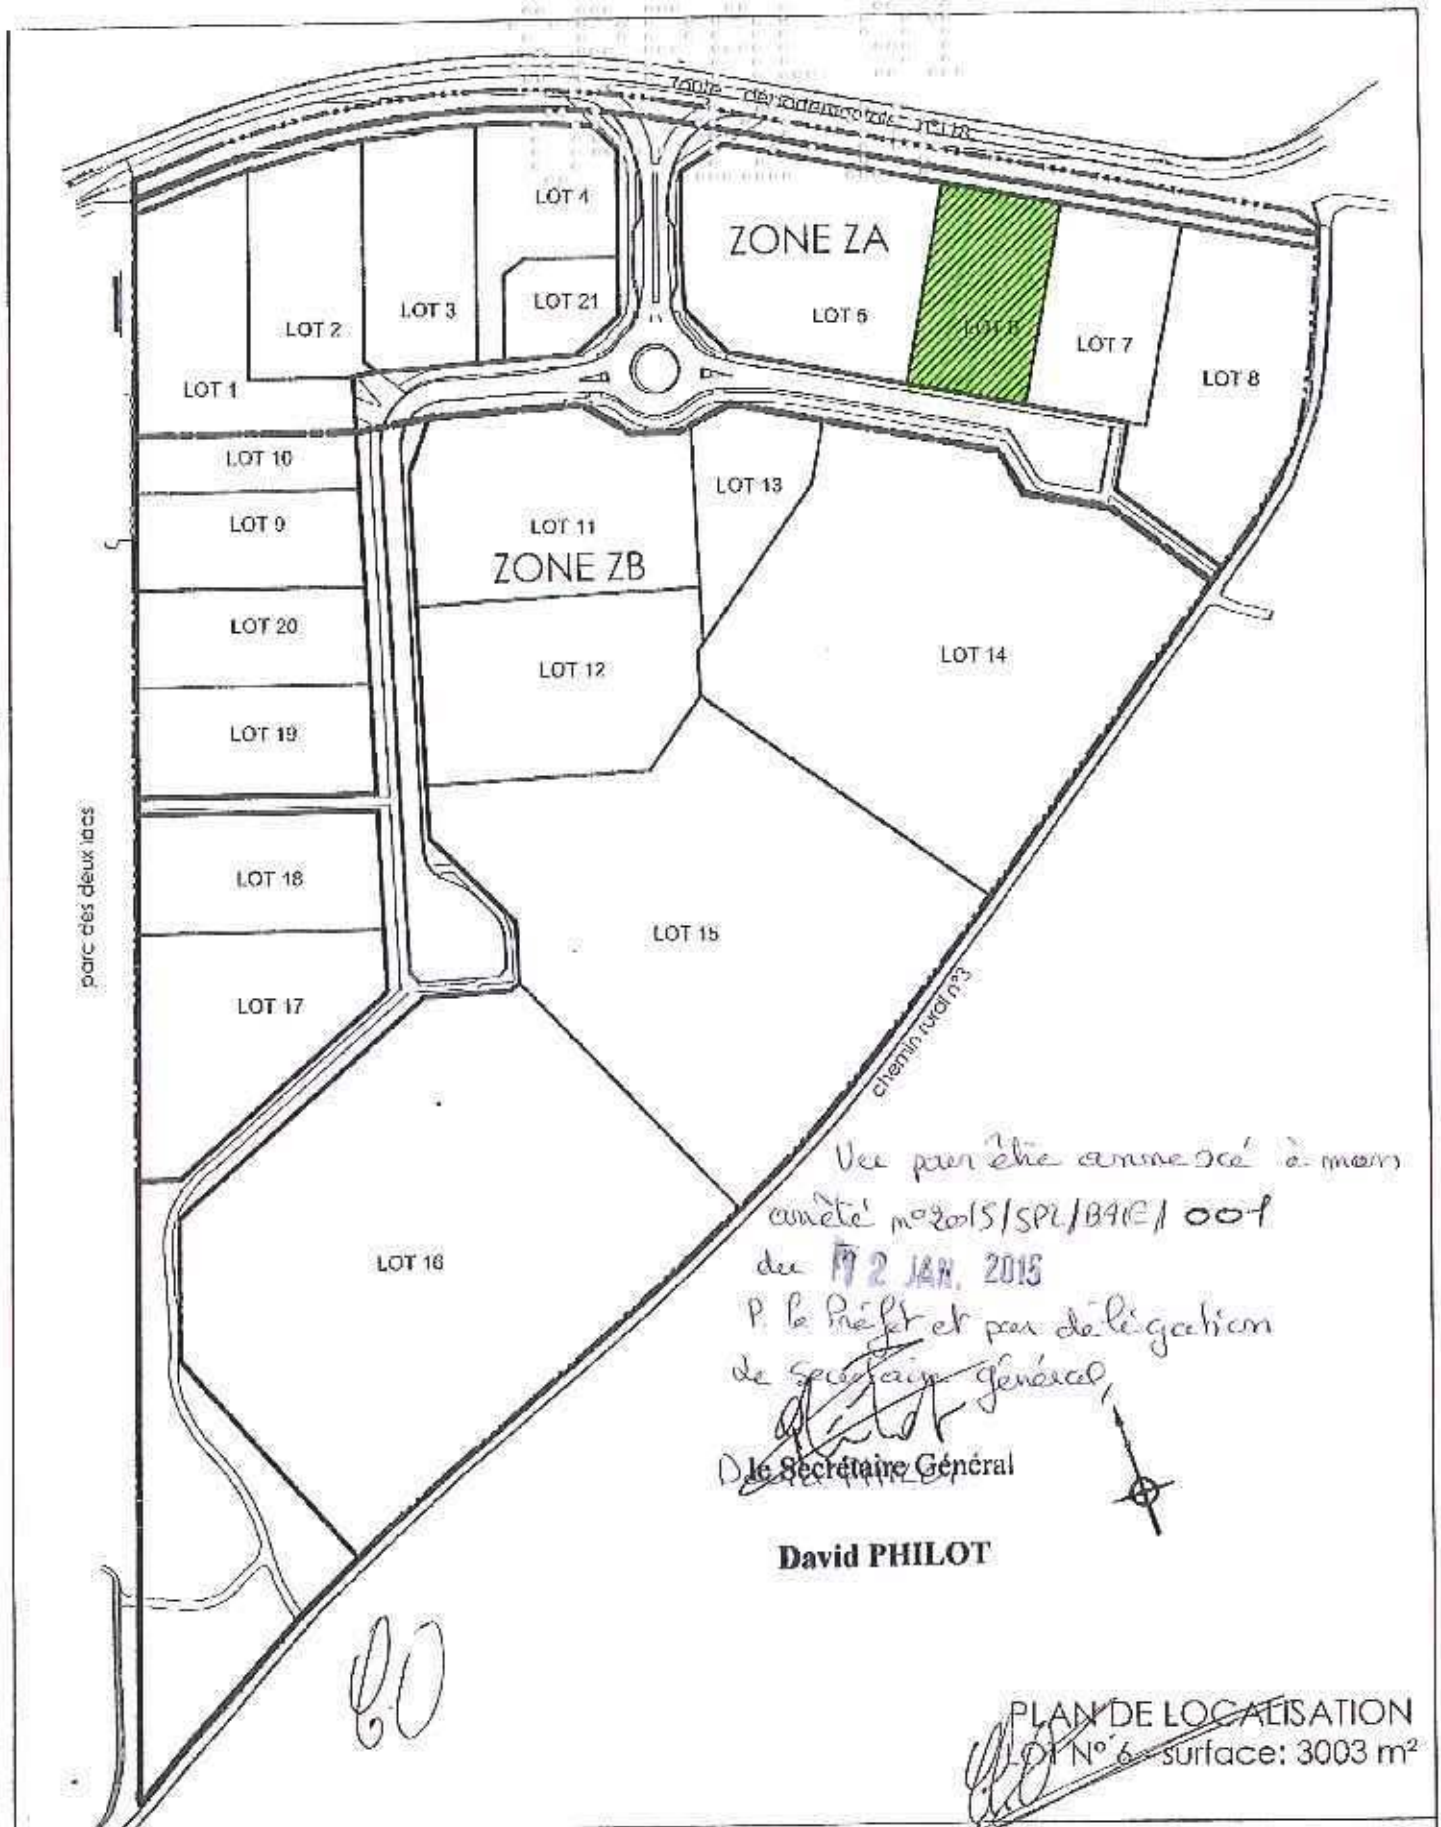 LOT 4
ZONE ZA
LOT 21
LOT 3
LOT 2
LOT 5
LOT 6
LOT 7
LOT 8
LOT 1
LOT 10
LOT 13
LOT 9
LOT 11
ZONE ZB
LOT 20
LOT 12
LOT 14
LOT 19
parc des deux lacs
LOT 18
LOT 15
LOT 17
chemin rural n°3
LOT 16
Vu pour être annexé à mon
arrêté n°2015/SPL/BAIE/001
du 12 JAN. 2015
P. le Préfet et par délégation
Le Secrétaire général,
le Secrétaire Général
David PHILOT
PLAN DE LOCALISATION
LOT N° 6 - surface: 3003 m²